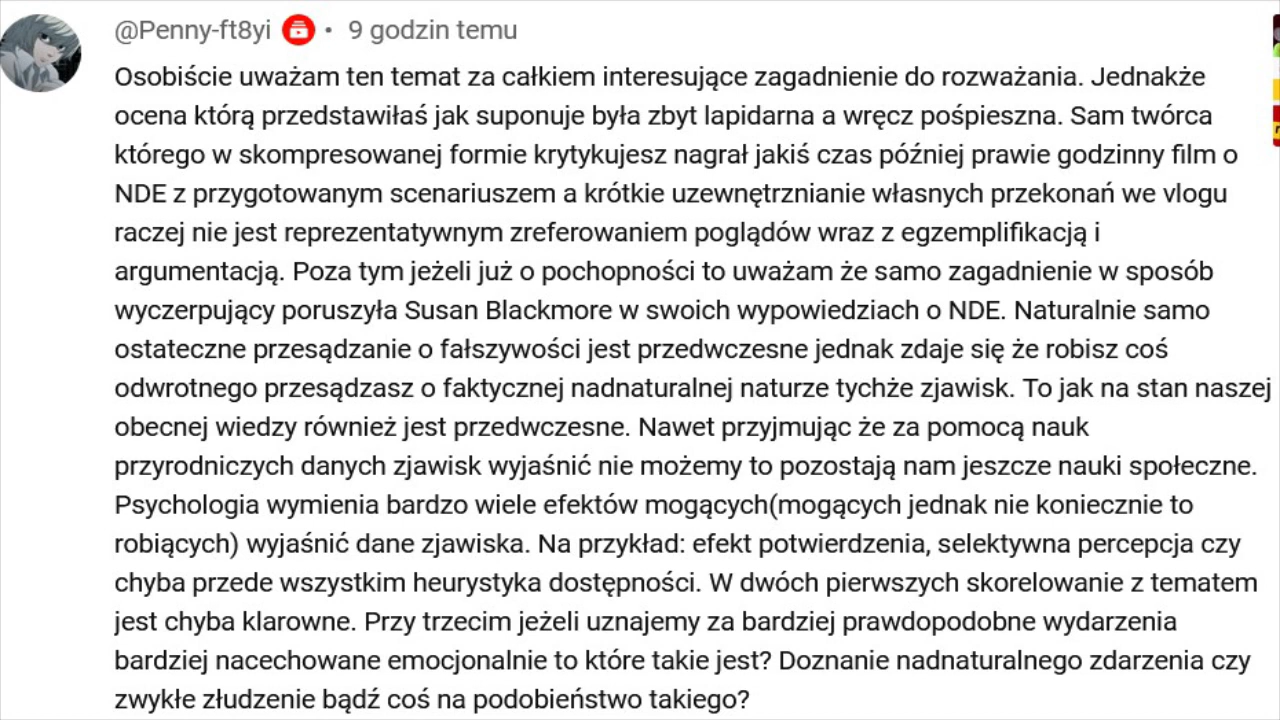 @Penny-ft8yi • 9 godzin temu
Osobiście uważam ten temat za całkiem interesujące zagadnienie do rozważania. Jednakże
ocena którą przedstawiłaś jak suponuje była zbyt lapidarna a wręcz pośpieszna. Sam twórca
którego w skompresowanej formie krytykujesz nagrał jakiś czas później prawie godzinny film o
NDE z przygotowanym scenariuszem a krótkie uzewnętrznianie własnych przekonań we vlogu
raczej nie jest reprezentatywnym zreferowaniem poglądów wraz z egzemplifikacją i
argumentacją. Poza tym jeżeli już o pochopności to uważam że samo zagadnienie w sposób
wyczerpujący poruszyła Susan Blackmore w swoich wypowiedziach o NDE. Naturalnie samo
ostateczne przesądzanie o fałszywości jest przedwczesne jednak zdaje się że robisz coś
odwrotnego przesądzasz o faktycznej nadnaturalnej naturze tychże zjawisk. To jak na stan naszej
obecnej wiedzy również jest przedwczesne. Nawet przyjmując że za pomocą nauk
przyrodniczych danych zjawisk wyjaśnić nie możemy to pozostają nam jeszcze nauki społeczne.
Psychologia wymienia bardzo wiele efektów mogących(mogących jednak nie koniecznie to
robiących) wyjaśnić dane zjawiska. Na przykład: efekt potwierdzenia, selektywna percepcja czy
chyba przede wszystkim heurystyka dostępności. W dwóch pierwszych skorelowanie z tematem
jest chyba klarowne. Przy trzecim jeżeli uznajemy za bardziej prawdopodobne wydarzenia
bardziej nacechowane emocjonalnie to które takie jest? Doznanie nadnaturalnego zdarzenia czy
zwykłe złudzenie bądź coś na podobieństwo takiego?